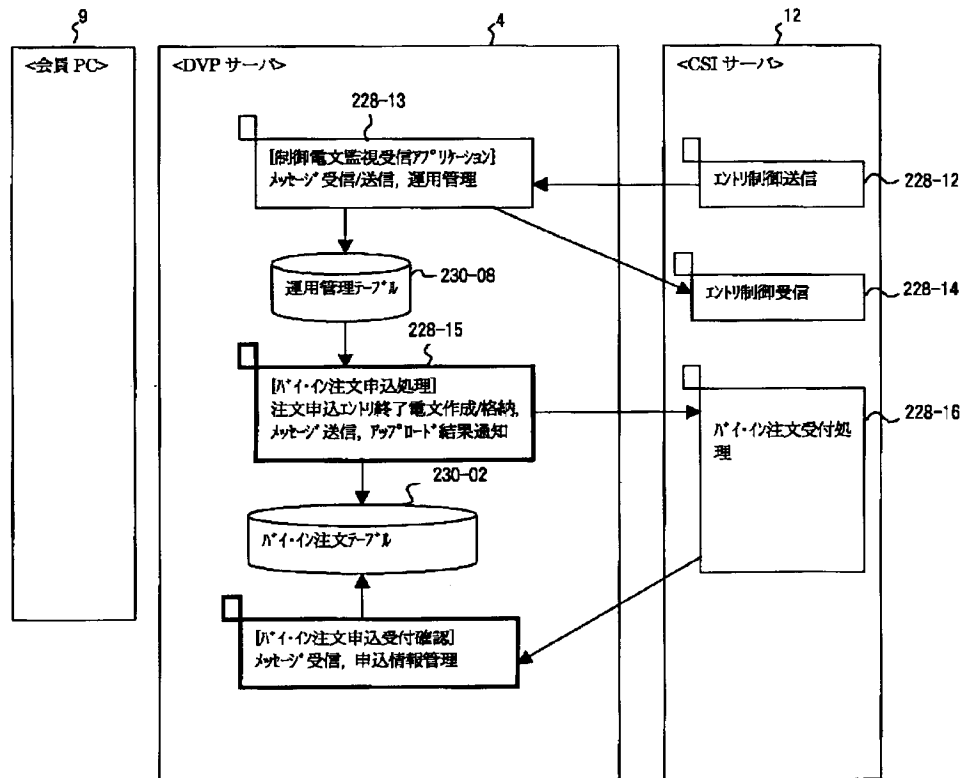 9
4
12
<会員 PC>
<DVP サーバ>
<CSI サーバ>
228-13
[制御電文監視受信アプリケーション]
メッセージ受信/送信, 運用管理
エントリ制御送信
228-12
運用管理テーブル
230-08
エントリ制御受信
228-14
228-15
[バイ・イン注文申込処理]
注文申込エントリ終了電文作成/格納,
メッセージ送信, アップロード結果通知
バイ・イン注文受付処
理
228-16
230-02
バイ・イン注文テーブル
[バイ・イン注文申込受付確認]
メッセージ受信, 申込情報管理